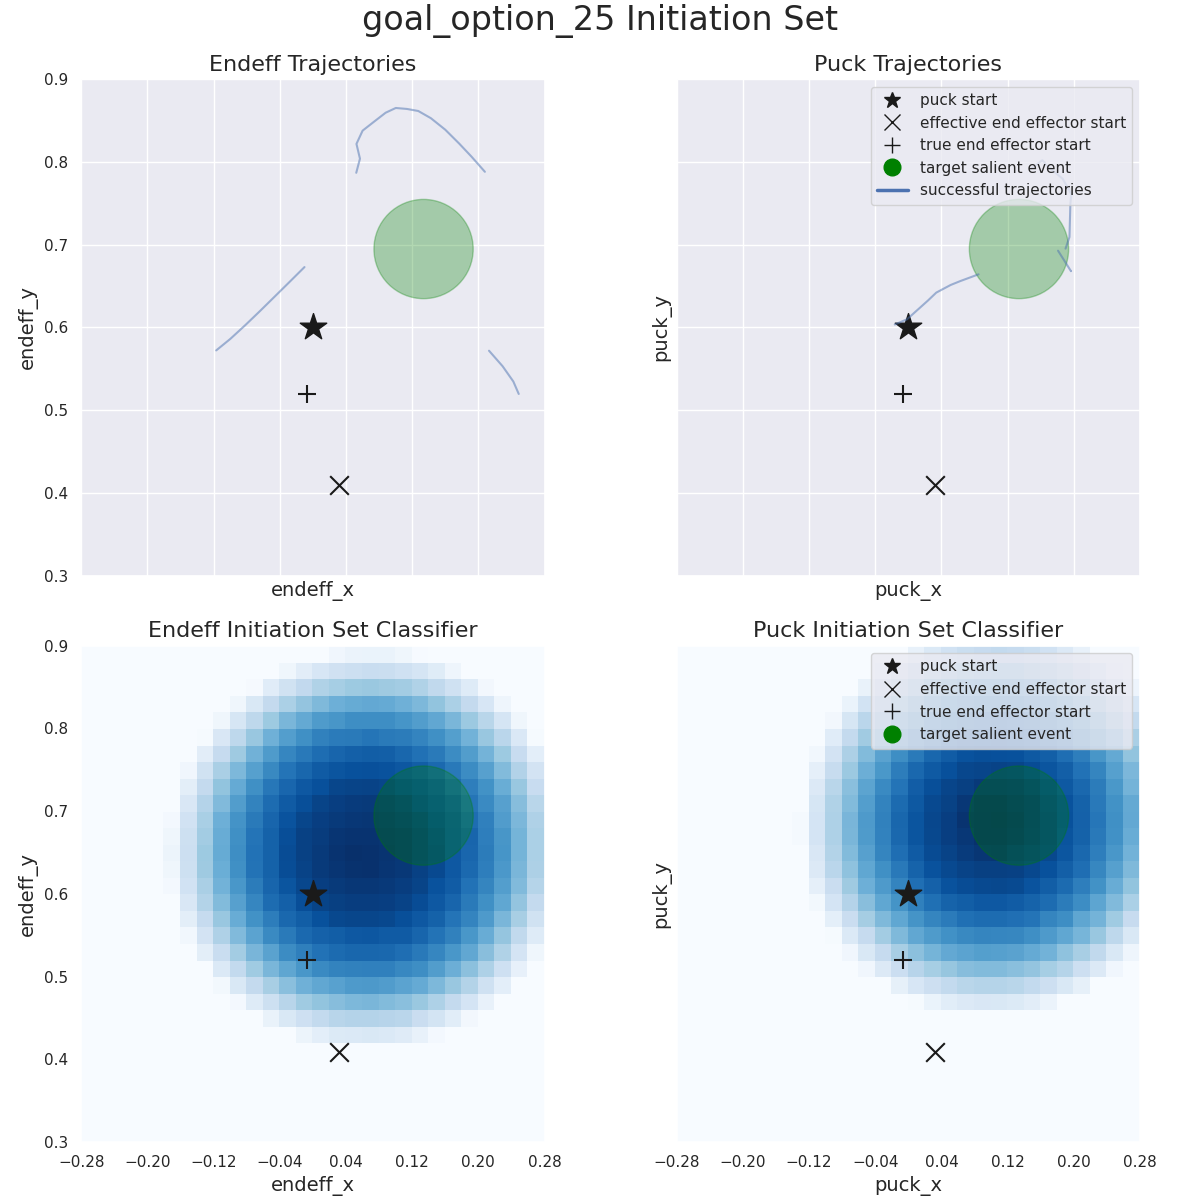 goal_option_25 Initiation Set
Endeff Trajectories
0.9
0.8
0.7
0.6
0.5
0.4
0.3
endeff_y
endeff_x
Puck Trajectories
puck start
effective end effector start
true end effector start
target salient event
successful trajectories
puck_y
puck_x
Endeff Initiation Set Classifier
0.9
0.8
0.7
0.6
0.5
0.4
0.3
endeff_y
−0.28 −0.20 −0.12 −0.04 0.04 0.12 0.20 0.28
endeff_x
Puck Initiation Set Classifier
puck start
effective end effector start
true end effector start
target salient event
puck_y
−0.28 −0.20 −0.12 −0.04 0.04 0.12 0.20 0.28
puck_x